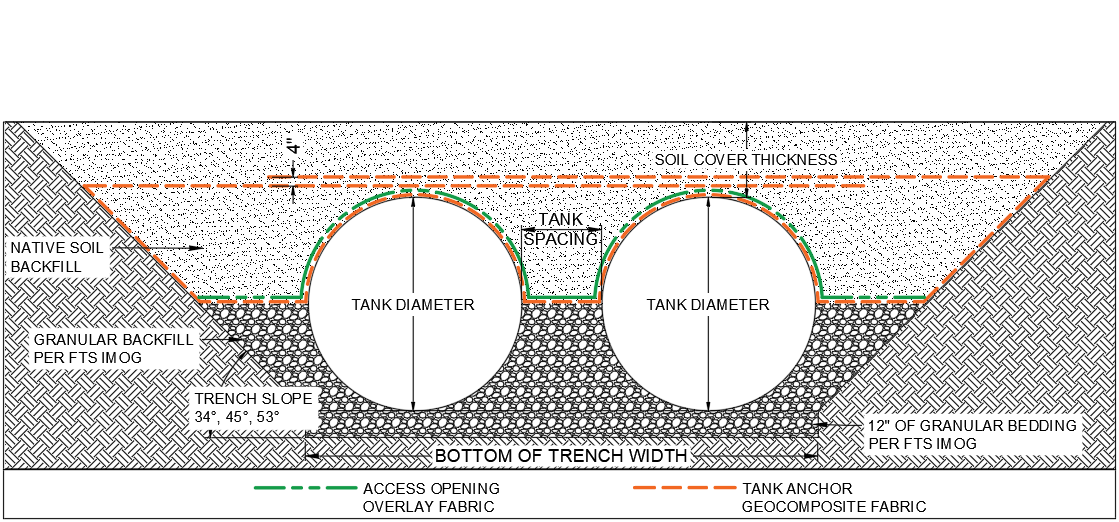 4"
SOIL COVER THICKNESS
TANK
SPACING
NATIVE SOIL
BACKFILL
TANK DIAMETER
TANK DIAMETER
GRANULAR BACKFILL
PER FTS IMOG
TRENCH SLOPE
34°, 45°, 53°
12" OF GRANULAR BEDDING
PER FTS IMOG
BOTTOM OF TRENCH WIDTH
ACCESS OPENING
OVERLAY FABRIC
TANK ANCHOR
GEOCOMPOSITE FABRIC